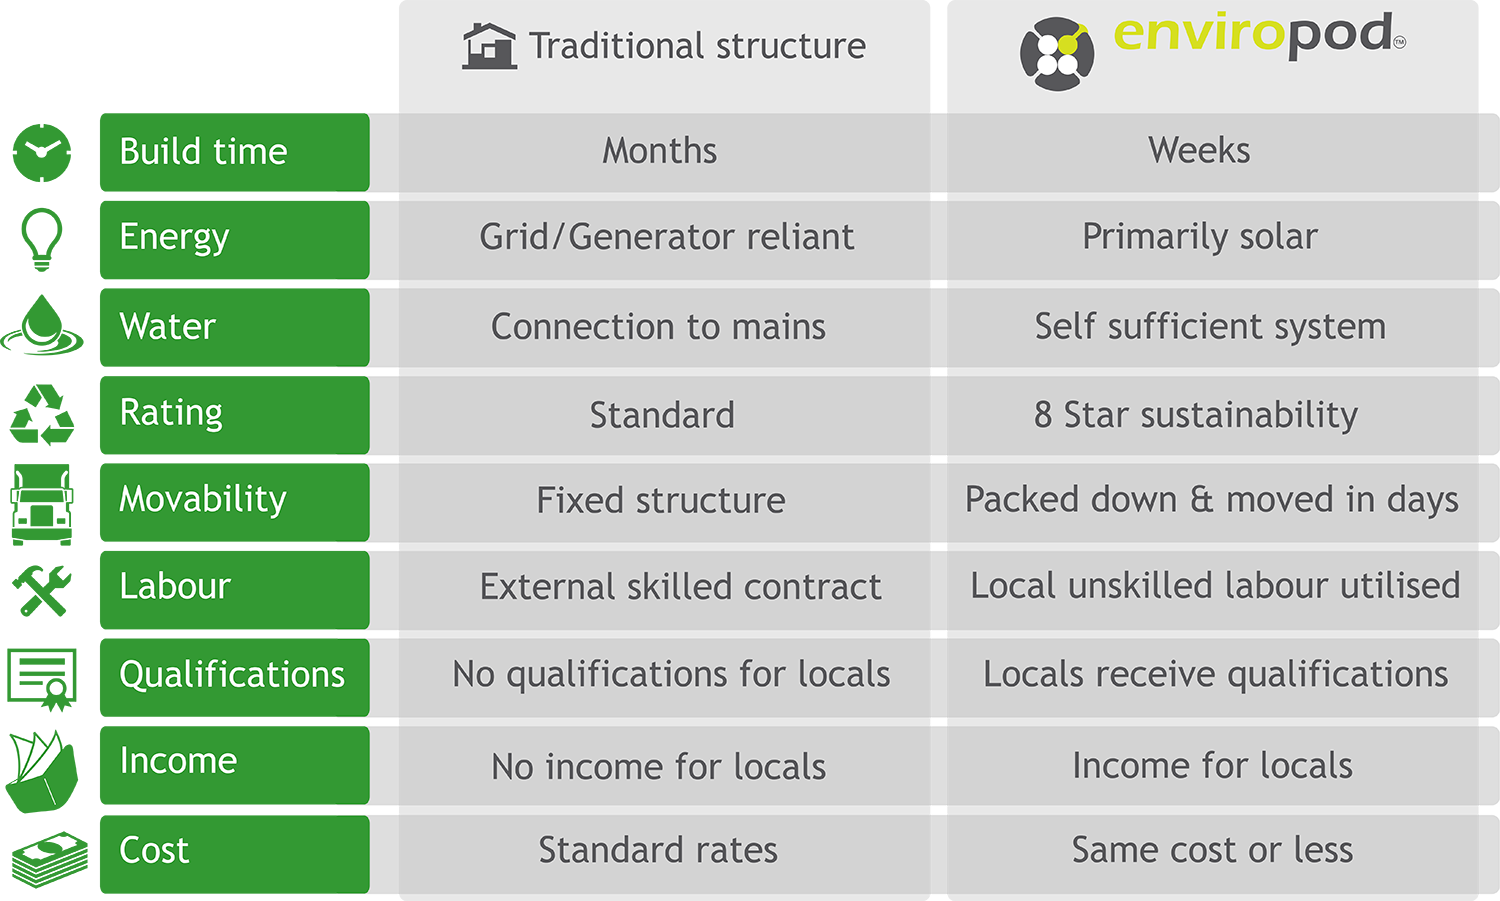 Traditional structure
enviropod™
Build time Months Weeks
Energy Grid/Generator reliant Primarily solar
Water Connection to mains Self sufficient system
Rating Standard 8 Star sustainability
Movability Fixed structure Packed down & moved in days
Labour External skilled contract Local unskilled labour utilised
Qualifications No qualifications for locals Locals receive qualifications
Income No income for locals Income for locals
Cost Standard rates Same cost or less